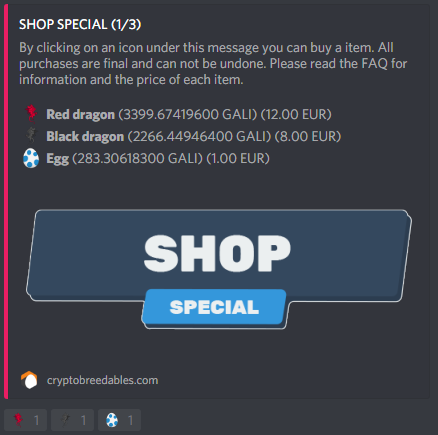 SHOP SPECIAL (1/3)
By clicking on an icon under this message you can buy a item. All
purchases are final and can not be undone. Please read the FAQ for
information and the price of each item.
Red dragon (3399.67419600 GALI) (12.00 EUR)
Black dragon (2266.44946400 GALI) (8.00 EUR)
Egg (283.30618300 GALI) (1.00 EUR)
SHOP
SPECIAL
cryptobreedables.com
1 1 1